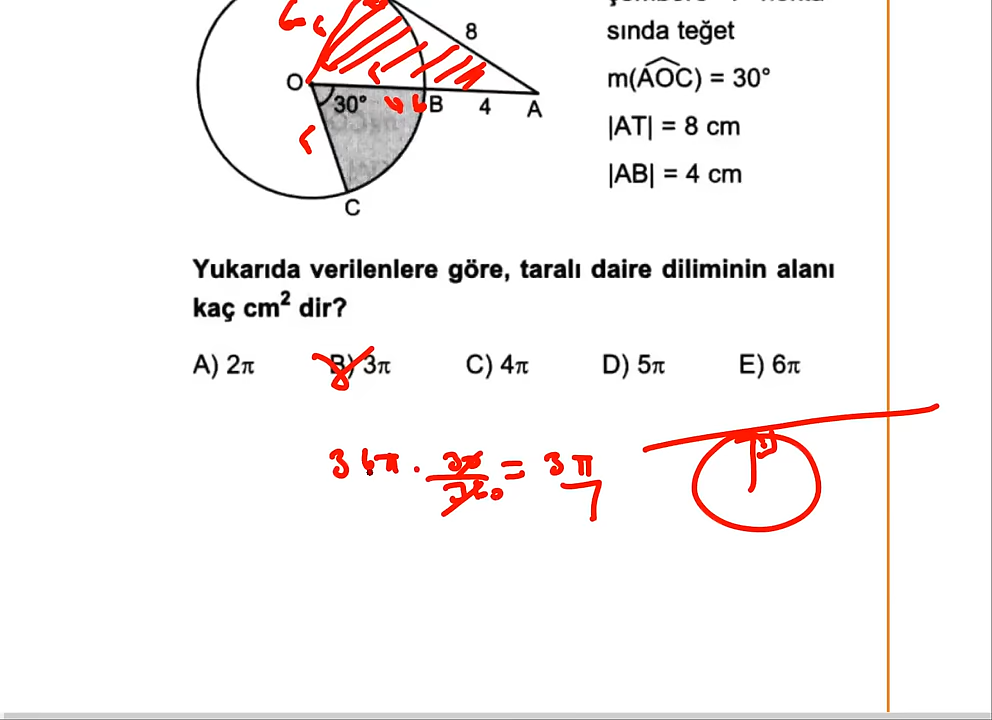 8
sında teğet
O
30°
B
4
A
m(AOC) = 30°
|AT| = 8 cm
|AB| = 4 cm
C
Yukarıda verilenlere göre, taralı daire diliminin alanı
kaç cm² dir?
A) 2π B) 3π C) 4π D) 5π E) 6π
36π · 30/360 = 3π